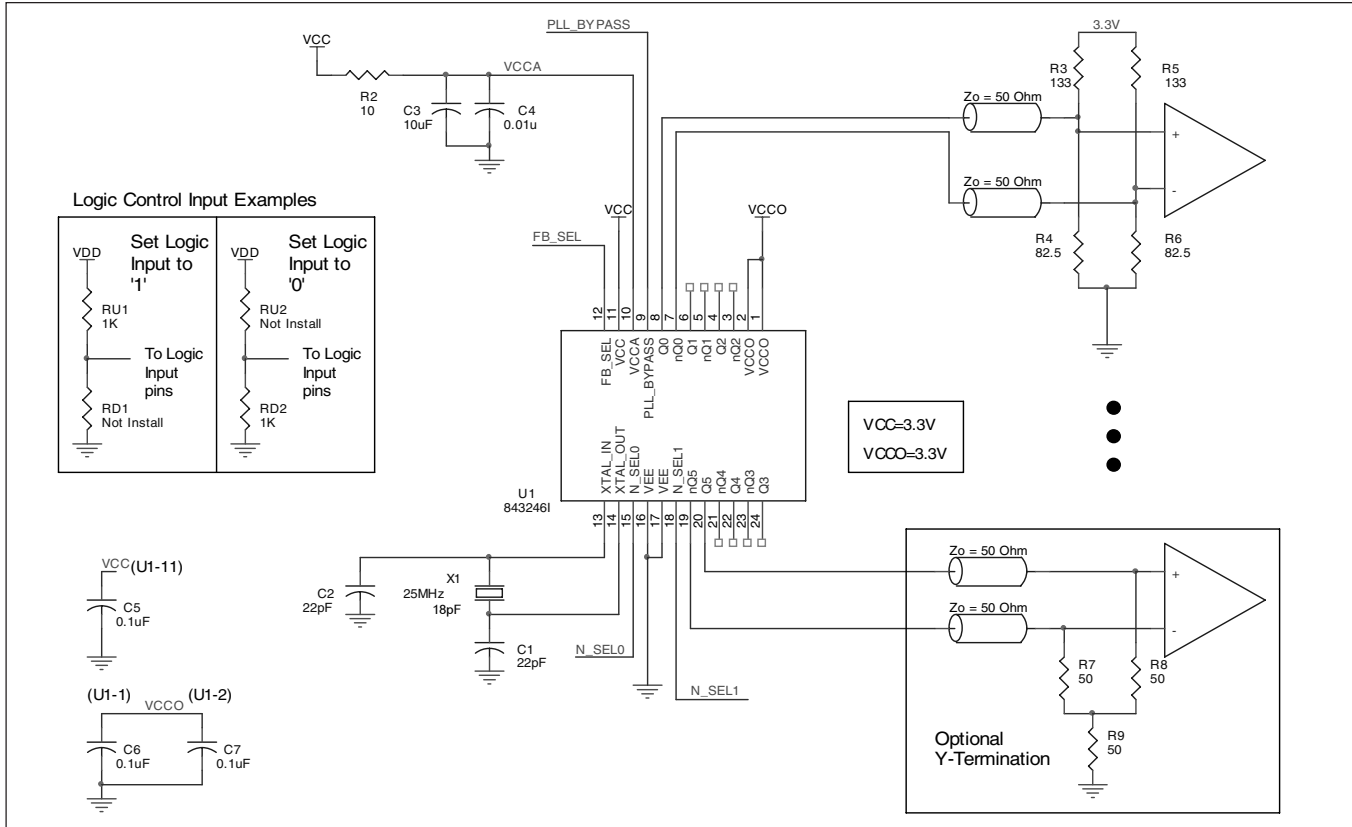 PLL_BYPASS
VCC
VCCA
R2
10
C3
10uF
C4
0.01u
3.3V
R3
133
R5
133
Zo = 50 Ohm
+
Zo = 50 Ohm
-
R4
82.5
R6
82.5
Logic Control Input Examples
VDD
Set Logic
Input to
'1'
RU1
1K
To Logic
Input
pins
RD1
Not Install
VDD
Set Logic
Input to
'0'
RU2
Not Install
To Logic
Input
pins
RD2
1K
FB_SEL
VCC
VCCO
12
11
10
9
8
7
6
5
4
3
2
1
FB_SEL
VCC
VCCA
PLL_BYPASS
Q0
nQ0
Q1
nQ1
Q2
nQ2
VCCO
VCCO
XTAL_IN
XTAL_OUT
N_SEL0
VEE
VEE
N_SEL1
nQ5
Q5
nQ4
Q4
nQ3
Q3
13
14
15
16
17
18
19
20
21
22
23
24
U1
843246I
VCC=3.3V
VCCO=3.3V
VCC (U1-11)
C5
0.1uF
(U1-1)
VCCO
(U1-2)
C6
0.1uF
C7
0.1uF
C2
22pF
X1
25MHz
18pF
C1
22pF
N_SEL0
N_SEL1
Zo = 50 Ohm
+
Zo = 50 Ohm
-
R7
50
R8
50
R9
50
Optional
Y-Termination